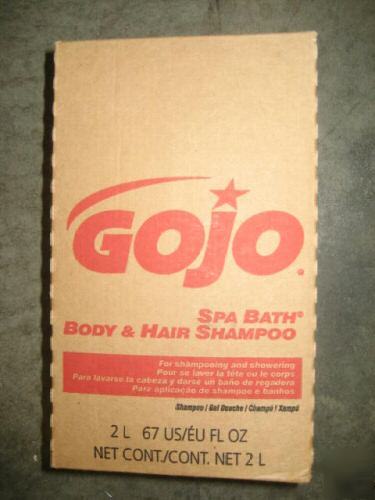 GOJO®
SPA BATH®
BODY & HAIR SHAMPOO
For shampooing and showering
Pour se laver la tête ou le corps
Para lavarse la cabeza y darse un baño de regadera
Para aplicação de shampoo e banhos
Shampoo / Gel Douche / Champú / Xampú
2 L 67 US/ÉU FL OZ
NET CONT./CONT. NET 2 L